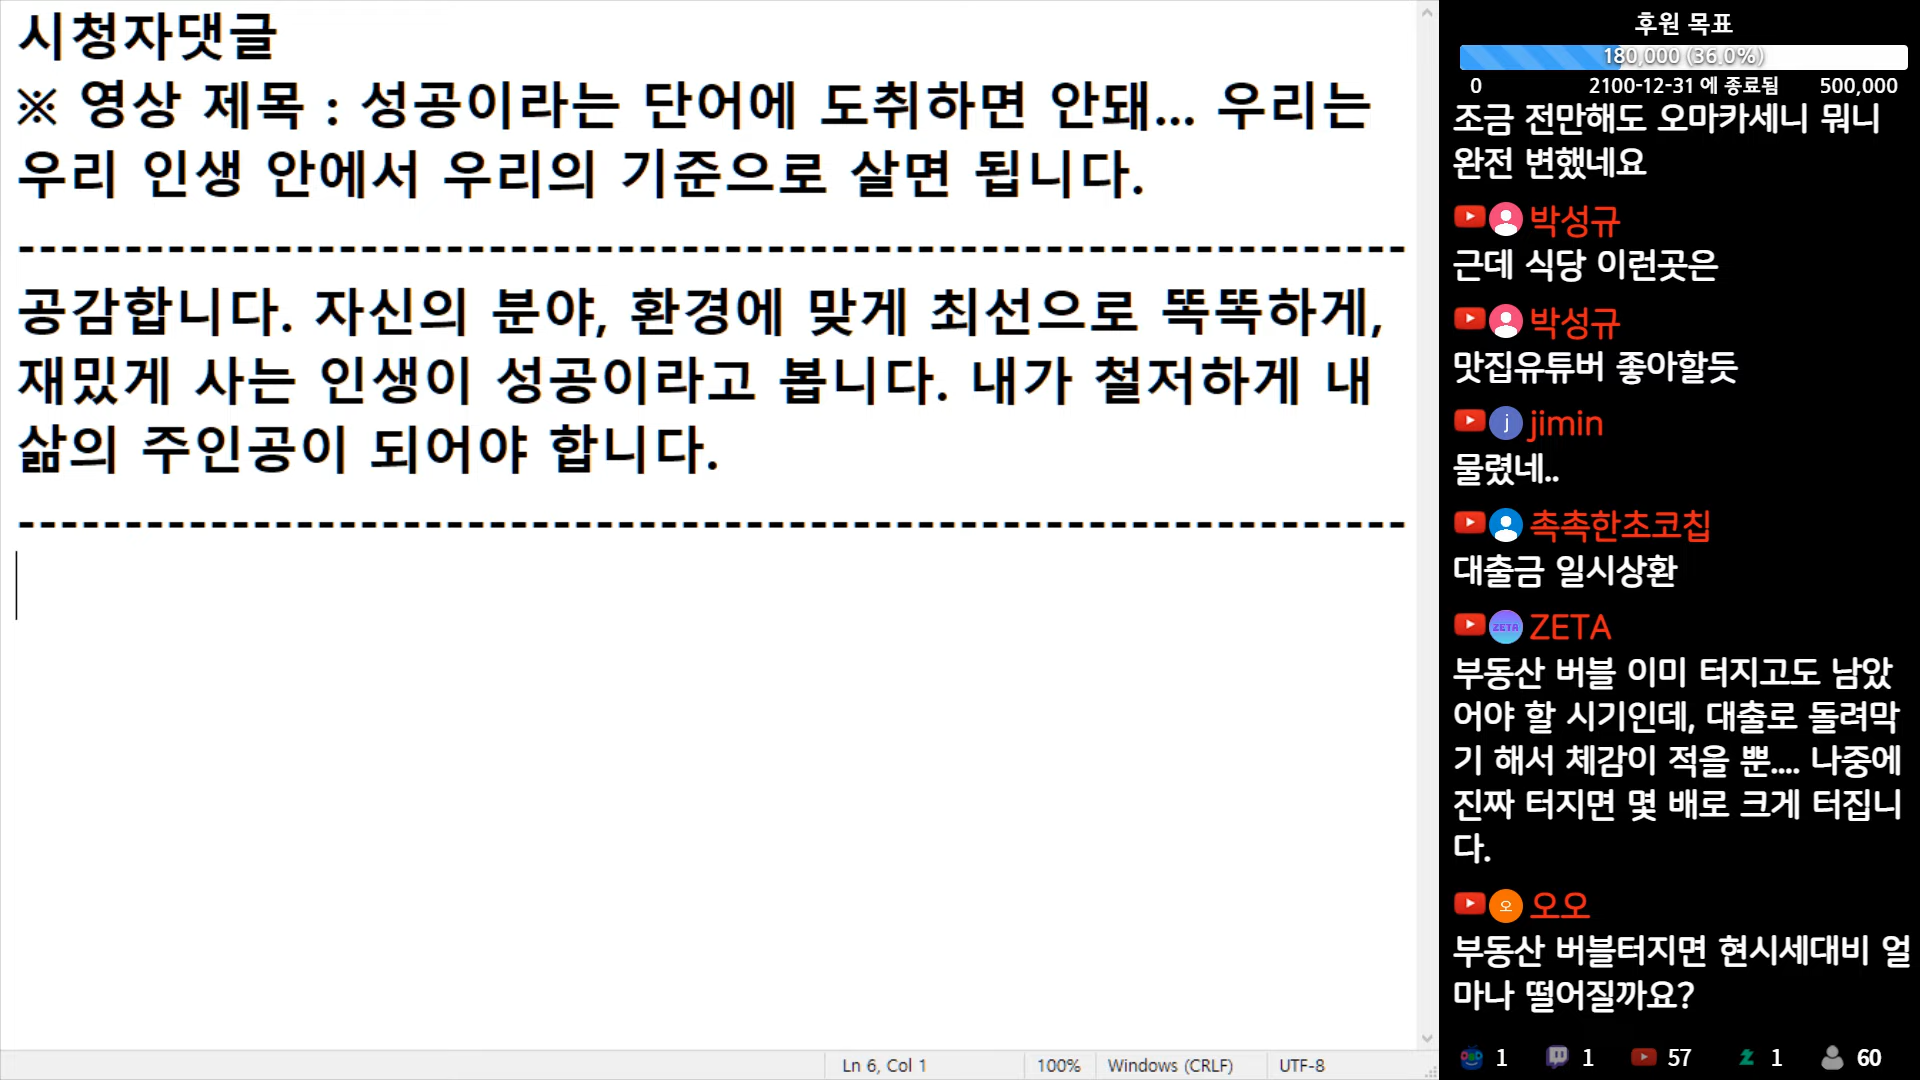 시청자댓글
※ 영상 제목 : 성공이라는 단어에 도취하면 안돼... 우리는
우리 인생 안에서 우리의 기준으로 살면 됩니다.
-----------------------------------------------------------------
공감합니다. 자신의 분야, 환경에 맞게 최선으로 똑똑하게,
재밌게 사는 인생이 성공이라고 봅니다. 내가 철저하게 내
삶의 주인공이 되어야 합니다.
-----------------------------------------------------------------
Ln 6, Col 1
100%
Windows (CRLF)
UTF-8
후원 목표
180,000 (36.0%)
0 2100-12-31 에 종료됨 500,000
조금 전만해도 오마카세니 뭐니
완전 변했네요
박성규
근데 식당 이런곳은
박성규
맛집유튜버 좋아할듯
j jimin
물렸네..
촉촉한초코칩
대출금 일시상환
ZETA ZETA
부동산 버블 이미 터지고도 남았
어야 할 시기인데, 대출로 돌려막
기 해서 체감이 적을 뿐.... 나중에
진짜 터지면 몇 배로 크게 터집니
다.
오 오오
부동산 버블터지면 현시세대비 얼
마나 떨어질까요?
1 1 57 1 60